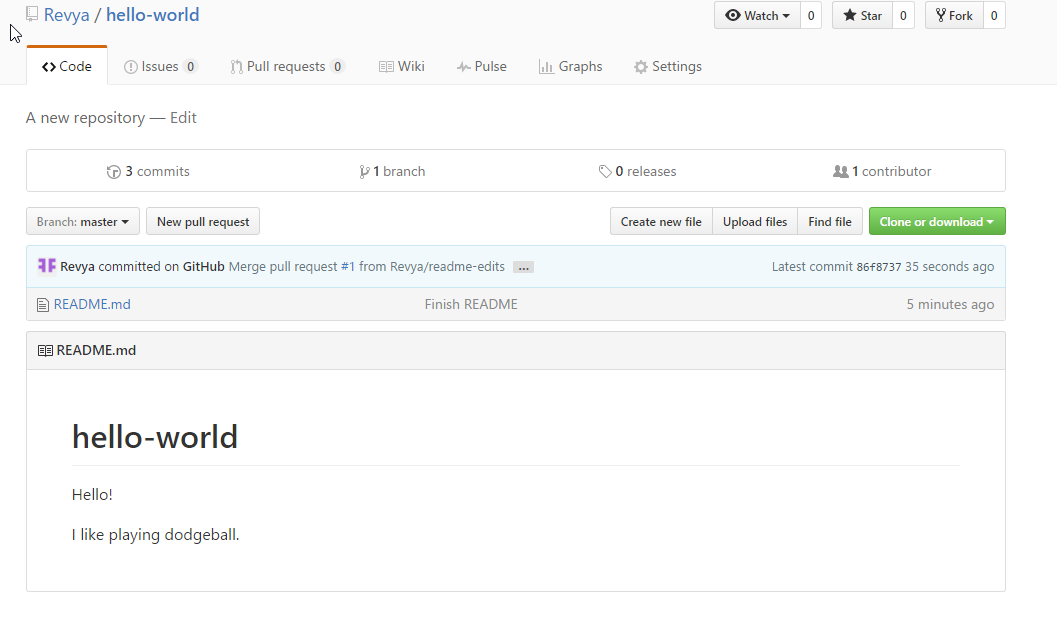 Revya / hello-world Watch 0 Star 0 Fork 0
Code Issues 0 Pull requests 0 Wiki Pulse Graphs Settings
A new repository — Edit
3 commits 1 branch 0 releases 1 contributor
Branch: master New pull request Create new file Upload files Find file Clone or download
Revya committed on GitHub Merge pull request #1 from Revya/readme-edits ... Latest commit 86f8737 35 seconds ago
README.md Finish README 5 minutes ago
README.md
hello-world
Hello!
I like playing dodgeball.